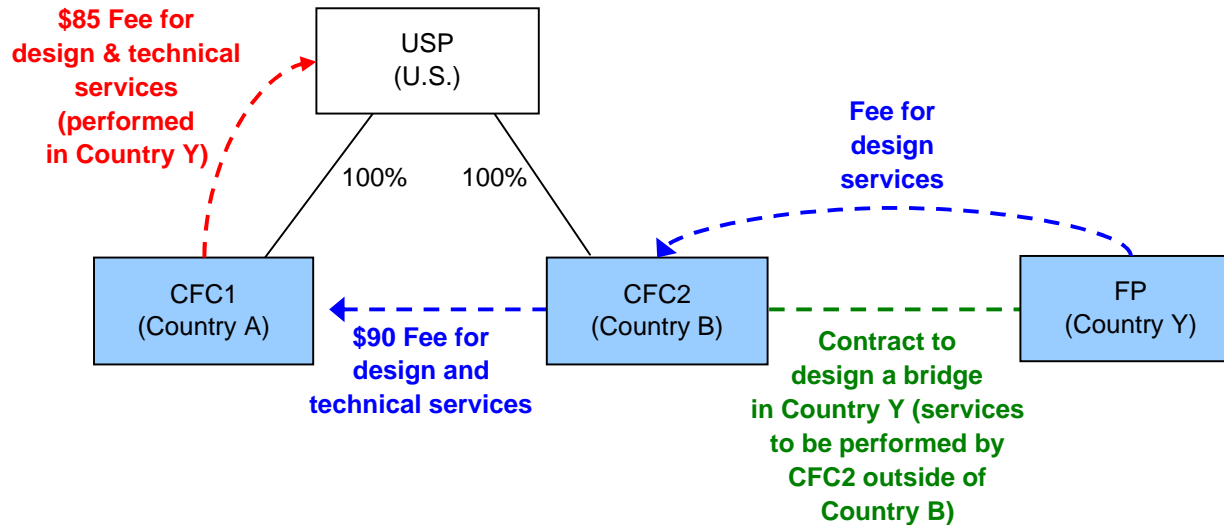 $85 Fee for
design & technical
services
(performed
in Country Y)
USP
(U.S.)
Fee for
design
services
100%
100%
CFC1
(Country A)
CFC2
(Country B)
FP
(Country Y)
$90 Fee for
design and
technical services
Contract to
design a bridge
in Country Y (services
to be performed by
CFC2 outside of
Country B)